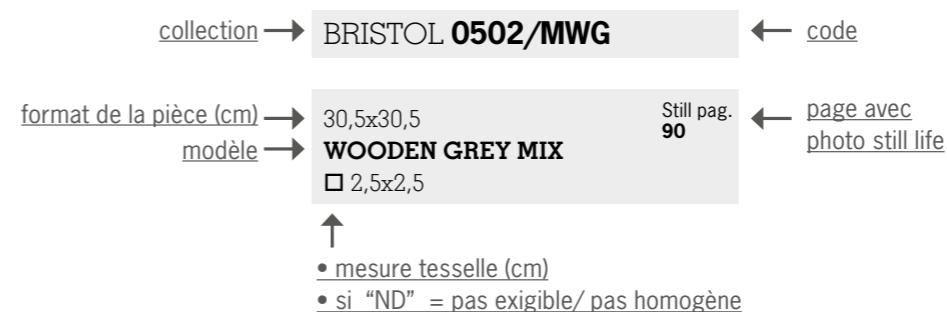 collection BRISTOL 0502/MWG code
format de la pièce (cm) 30,5x30,5 Still pag. page avec
modèle WOODEN GREY MIX 90 photo still life
2,5x2,5
• mesure tesselle (cm)
• si “ND” = pas exigible/ pas homogène